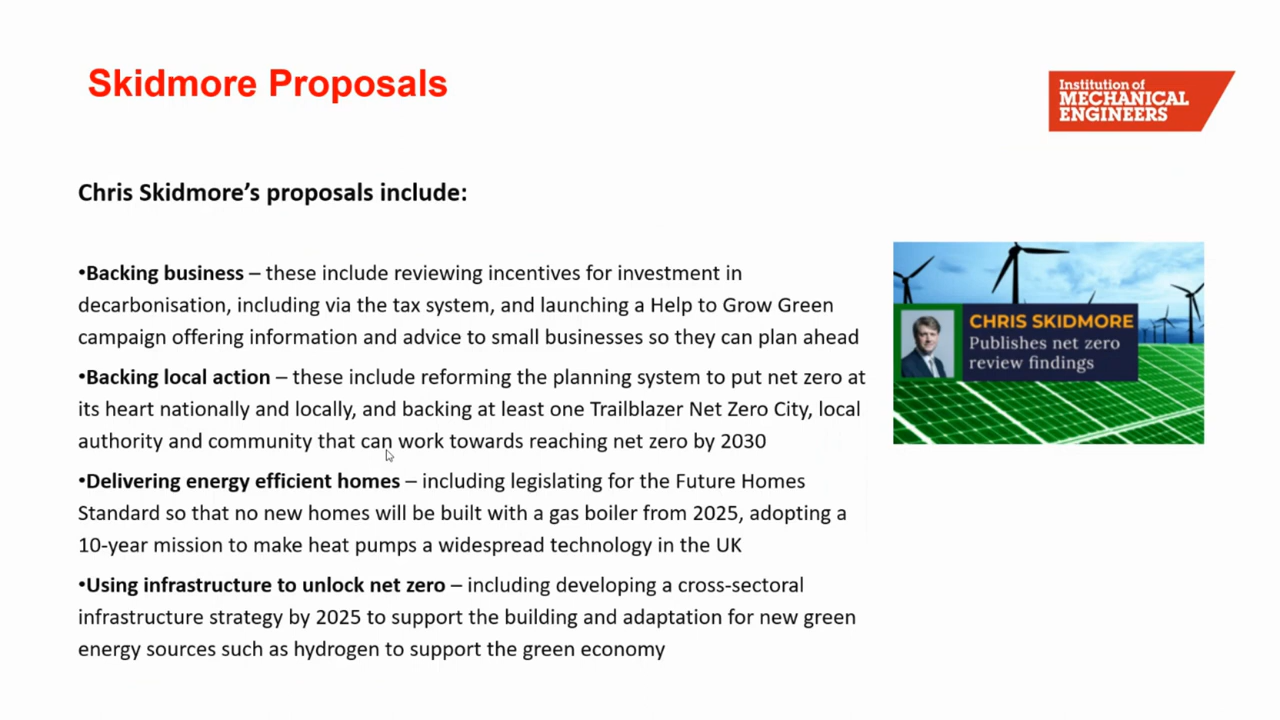 Skidmore Proposals
Institution of
MECHANICAL
ENGINEERS
Chris Skidmore’s proposals include:
•Backing business – these include reviewing incentives for investment in
decarbonisation, including via the tax system, and launching a Help to Grow Green
campaign offering information and advice to small businesses so they can plan ahead
•Backing local action – these include reforming the planning system to put net zero at
its heart nationally and locally, and backing at least one Trailblazer Net Zero City, local
authority and community that can work towards reaching net zero by 2030
•Delivering energy efficient homes – including legislating for the Future Homes
Standard so that no new homes will be built with a gas boiler from 2025, adopting a
10-year mission to make heat pumps a widespread technology in the UK
•Using infrastructure to unlock net zero – including developing a cross-sectoral
infrastructure strategy by 2025 to support the building and adaptation for new green
energy sources such as hydrogen to support the green economy
CHRIS SKIDMORE
Publishes net zero
review findings